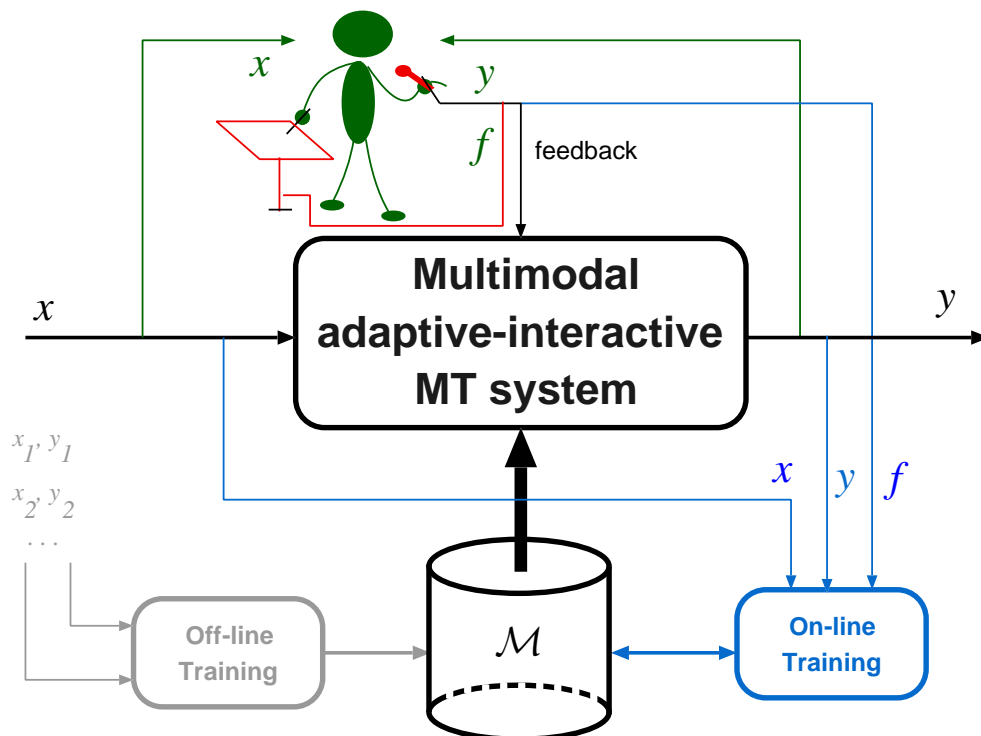 x
y
f
feedback
Multimodal
adaptive-interactive
MT system
x
y
x₁, y₁
x₂, y₂
. . .
x
y
f
Off-line
Training
ℳ
On-line
Training